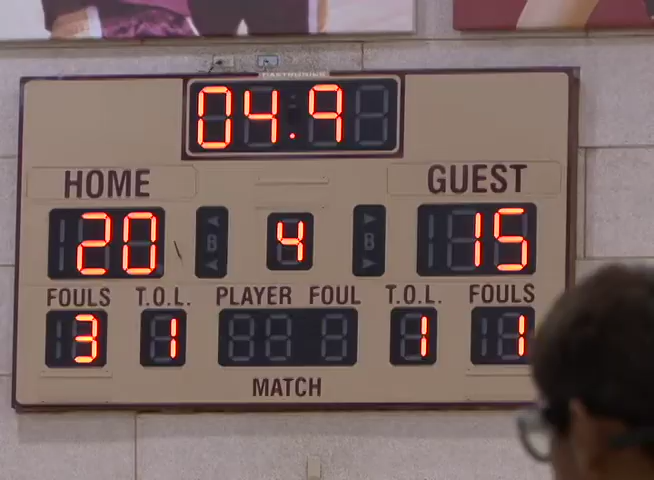 04.9
HOME GUEST
20 B 4 B 15
FOULS T.O.L. PLAYER FOUL T.O.L. FOULS
3 1 1 1
MATCH